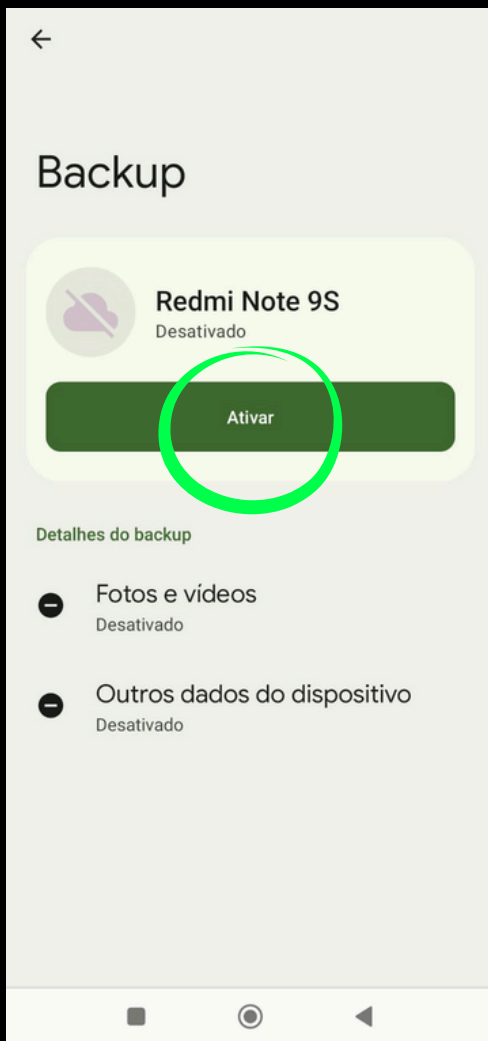 Backup
Redmi Note 9S
Desativado
Ativar
Detalhes do backup
Fotos e vídeos
Desativado
Outros dados do dispositivo
Desativado